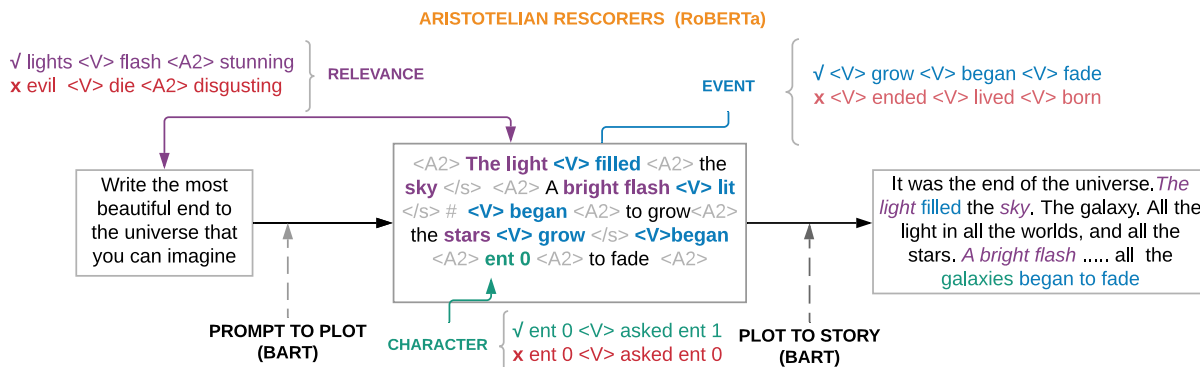 ARISTOTELIAN RESCORERS (RoBERTa)
√ lights <V> flash <A2> stunning
x evil <V> die <A2> disgusting
RELEVANCE
EVENT
√ <V> grow <V> began <V> fade
x <V> ended <V> lived <V> born
Write the most
beautiful end to
the universe that
you can imagine
<A2> The light <V> filled <A2> the
sky </s> <A2> A bright flash <V> lit
</s> # <V> began <A2> to grow<A2>
the stars <V> grow </s> <V>began
<A2> ent 0 <A2> to fade <A2>
It was the end of the universe.The
light filled the sky. The galaxy. All the
light in all the worlds, and all the
stars. A bright flash ..... all the
galaxies began to fade
PROMPT TO PLOT
(BART)
CHARACTER
√ ent 0 <V> asked ent 1
x ent 0 <V> asked ent 0
PLOT TO STORY
(BART)